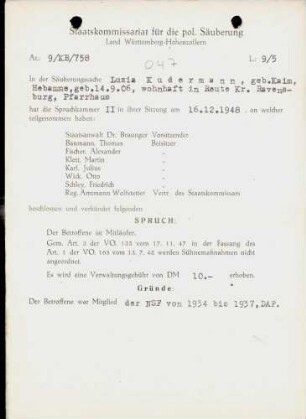 Staatskommissariat für die pol. Säuberung
Land Württemberg-Hohenzollern
Az. 9/KB/758
L: 9/5
047
In der Säuberungssache Luzia Kudermann, geb.Kaim,
Hebamme,geb.14.9.06, wohnhaft in Reute Kr. Ravens-
burg, Pfarrhaus
hat die Spruchkammer II in ihrer Sitzung am 16.12.1948, an welcher
teilgenommen haben:
Staatsanwalt Dr. Braunger Vorsitzender
Baumann, Thomas Beisitzer
Fischer, Alexander "
Klett, Martin "
Karl, Julius "
Wick, Otto "
Schley, Friedrich "
Reg. Amtmann Wolfstetter Vertr. des Staatskommissars
beschlossen und verkündet folgenden
SPRUCH:
Der Betroffene ist Mitläufer.
Gem. Art. 2 der VO. 133 vom 17. 11. 47 in der Fassung des
Art. 1 der VO. 165 vom 13. 7. 48 werden Sühnemaßnahmen nicht
angeordnet.
Es wird eine Verwaltungsgebühr von DM 10.- erhoben.
Gründe:
Der Betroffene war Mitglied der NSF von 1934 bis 1937, DAF.